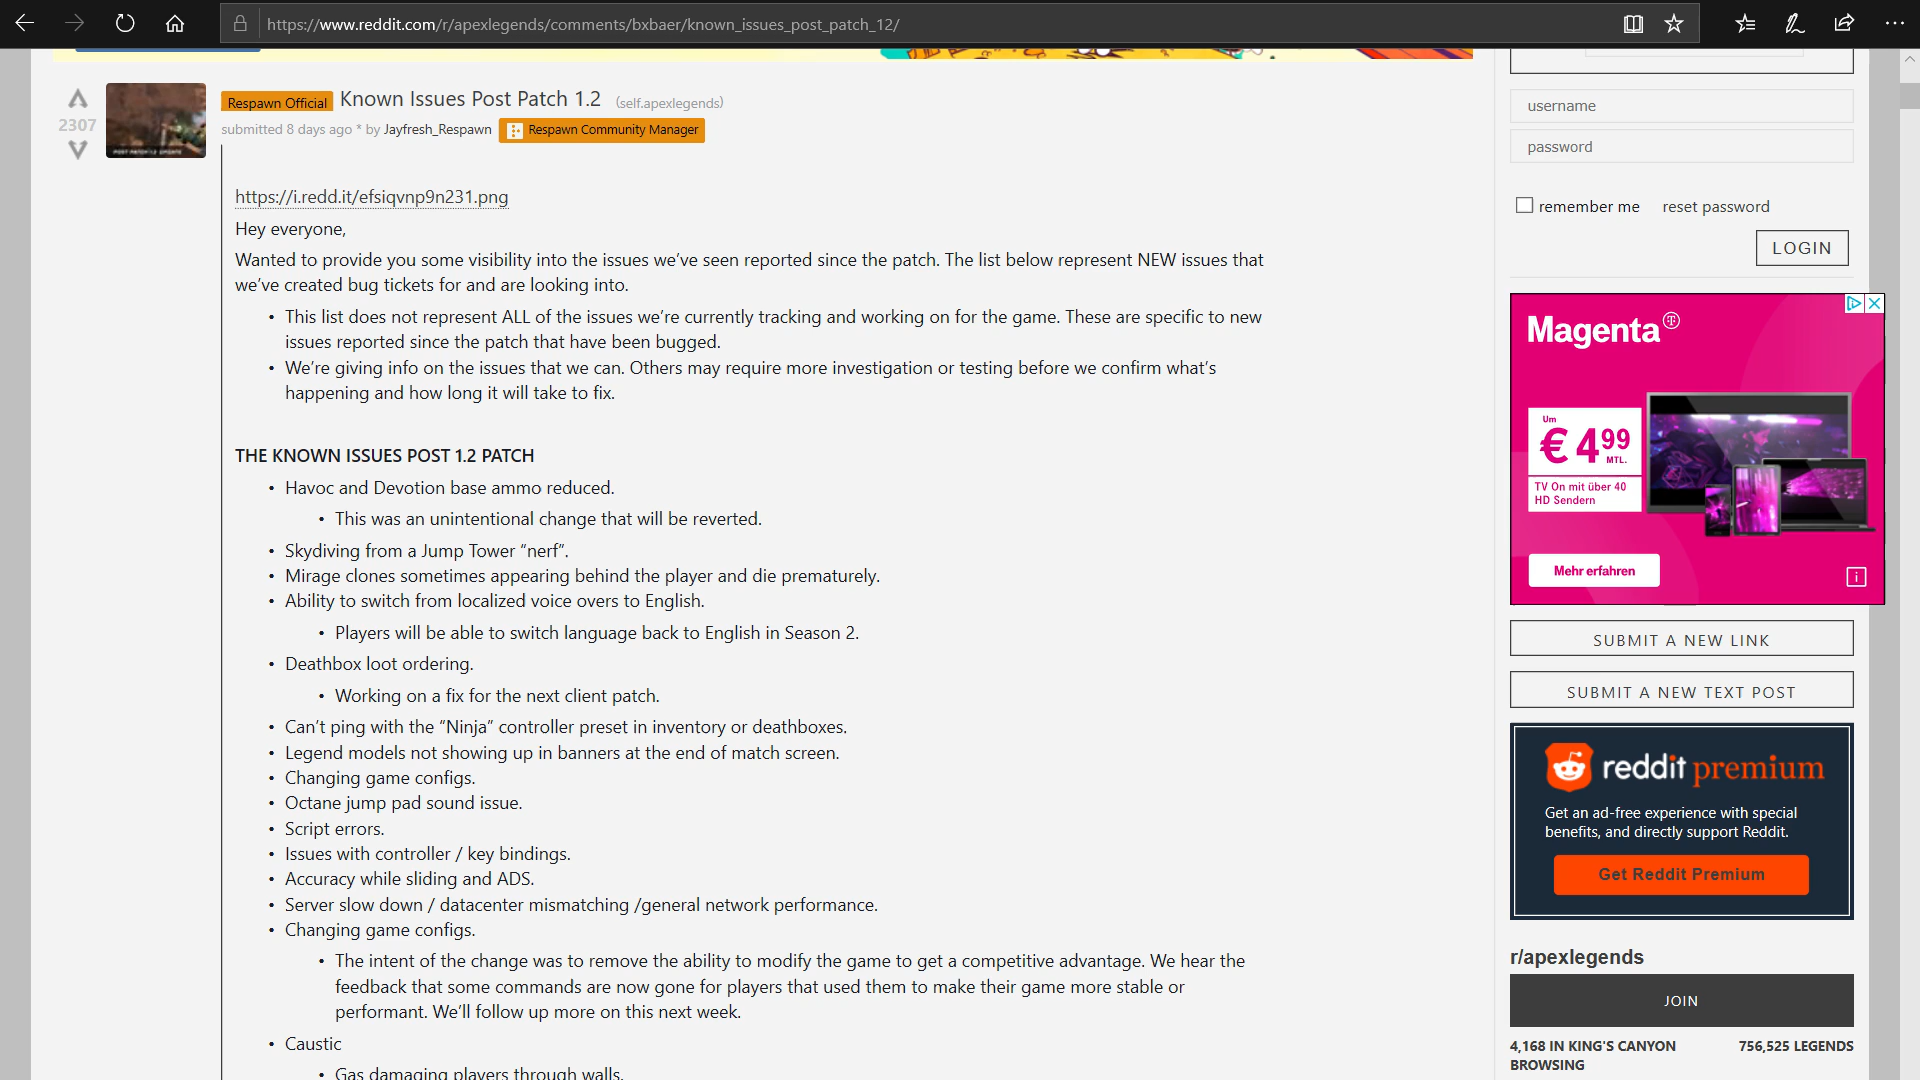 https://www.reddit.com/r/apexlegends/comments/bxbaer/known_issues_post_patch_12/
2307
Respawn Official Known Issues Post Patch 1.2 (self.apexlegends)
submitted 8 days ago * by Jayfresh_Respawn Respawn Community Manager
https://i.redd.it/efsiqvnp9n231.png
Hey everyone,
Wanted to provide you some visibility into the issues we’ve seen reported since the patch. The list below represent NEW issues that
we’ve created bug tickets for and are looking into.
• This list does not represent ALL of the issues we’re currently tracking and working on for the game. These are specific to new
issues reported since the patch that have been bugged.
• We’re giving info on the issues that we can. Others may require more investigation or testing before we confirm what’s
happening and how long it will take to fix.
THE KNOWN ISSUES POST 1.2 PATCH
• Havoc and Devotion base ammo reduced.
• This was an unintentional change that will be reverted.
• Skydiving from a Jump Tower “nerf”.
• Mirage clones sometimes appearing behind the player and die prematurely.
• Ability to switch from localized voice overs to English.
• Players will be able to switch language back to English in Season 2.
• Deathbox loot ordering.
• Working on a fix for the next client patch.
• Can’t ping with the “Ninja” controller preset in inventory or deathboxes.
• Legend models not showing up in banners at the end of match screen.
• Changing game configs.
• Octane jump pad sound issue.
• Script errors.
• Issues with controller / key bindings.
• Accuracy while sliding and ADS.
• Server slow down / datacenter mismatching /general network performance.
• Changing game configs.
• The intent of the change was to remove the ability to modify the game to get a competitive advantage. We hear the
feedback that some commands are now gone for players that used them to make their game more stable or
performant. We’ll follow up more on this next week.
• Caustic
• Gas damaging players through walls.
username
password
remember me reset password
LOGIN
Magenta T
Um
€ 4 99
MTL.
TV On mit über 40
HD Sendern
Mehr erfahren
SUBMIT A NEW LINK
SUBMIT A NEW TEXT POST
reddit premium
Get an ad-free experience with special
benefits, and directly support Reddit.
Get Reddit Premium
r/apexlegends
JOIN
4,168 IN KING'S CANYON 756,525 LEGENDS
BROWSING